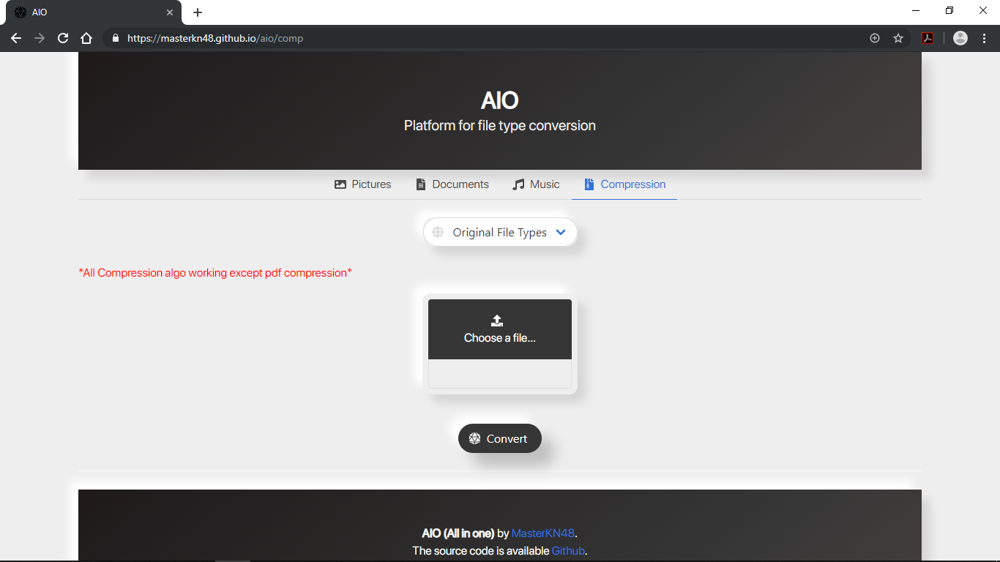 AIO
https://masterkn48.github.io/aio/comp
AIO
Platform for file type conversion
Pictures Documents Music Compression
Original File Types
*All Compression algo working except pdf compression*
Choose a file...
Convert
AIO (All in one) by MasterKN48.
The source code is available Github.